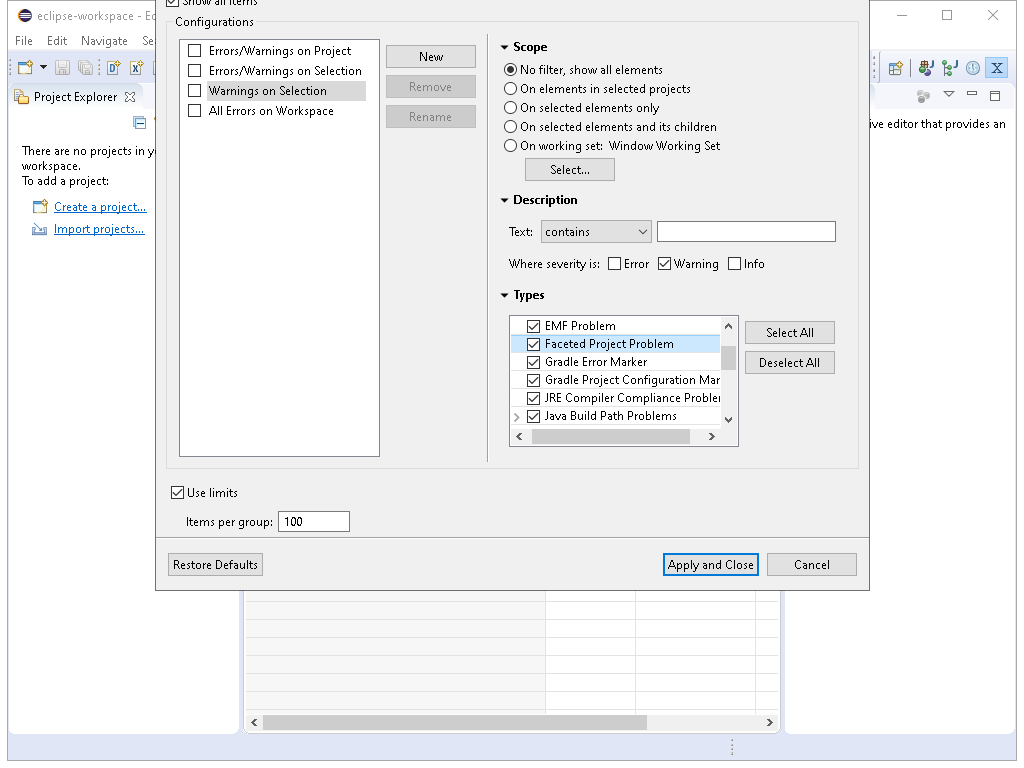 eclipse-workspace - Ec
Show all items
File Edit Navigate Se
Configurations
Errors/Warnings on Project
Errors/Warnings on Selection
Warnings on Selection
All Errors on Workspace
New
Remove
Rename
Scope
No filter, show all elements
On elements in selected projects
On selected elements only
On selected elements and its children
On working set: Window Working Set
Select...
Description
Text: contains
Where severity is: Error Warning Info
Types
EMF Problem
Faceted Project Problem
Gradle Error Marker
Gradle Project Configuration Mar
JRE Compiler Compliance Probler
Java Build Path Problems
Select All
Deselect All
Use limits
Items per group: 100
Restore Defaults
Apply and Close
Cancel
Project Explorer
There are no projects in y
workspace.
To add a project:
Create a project...
Import projects...
ive editor that provides an